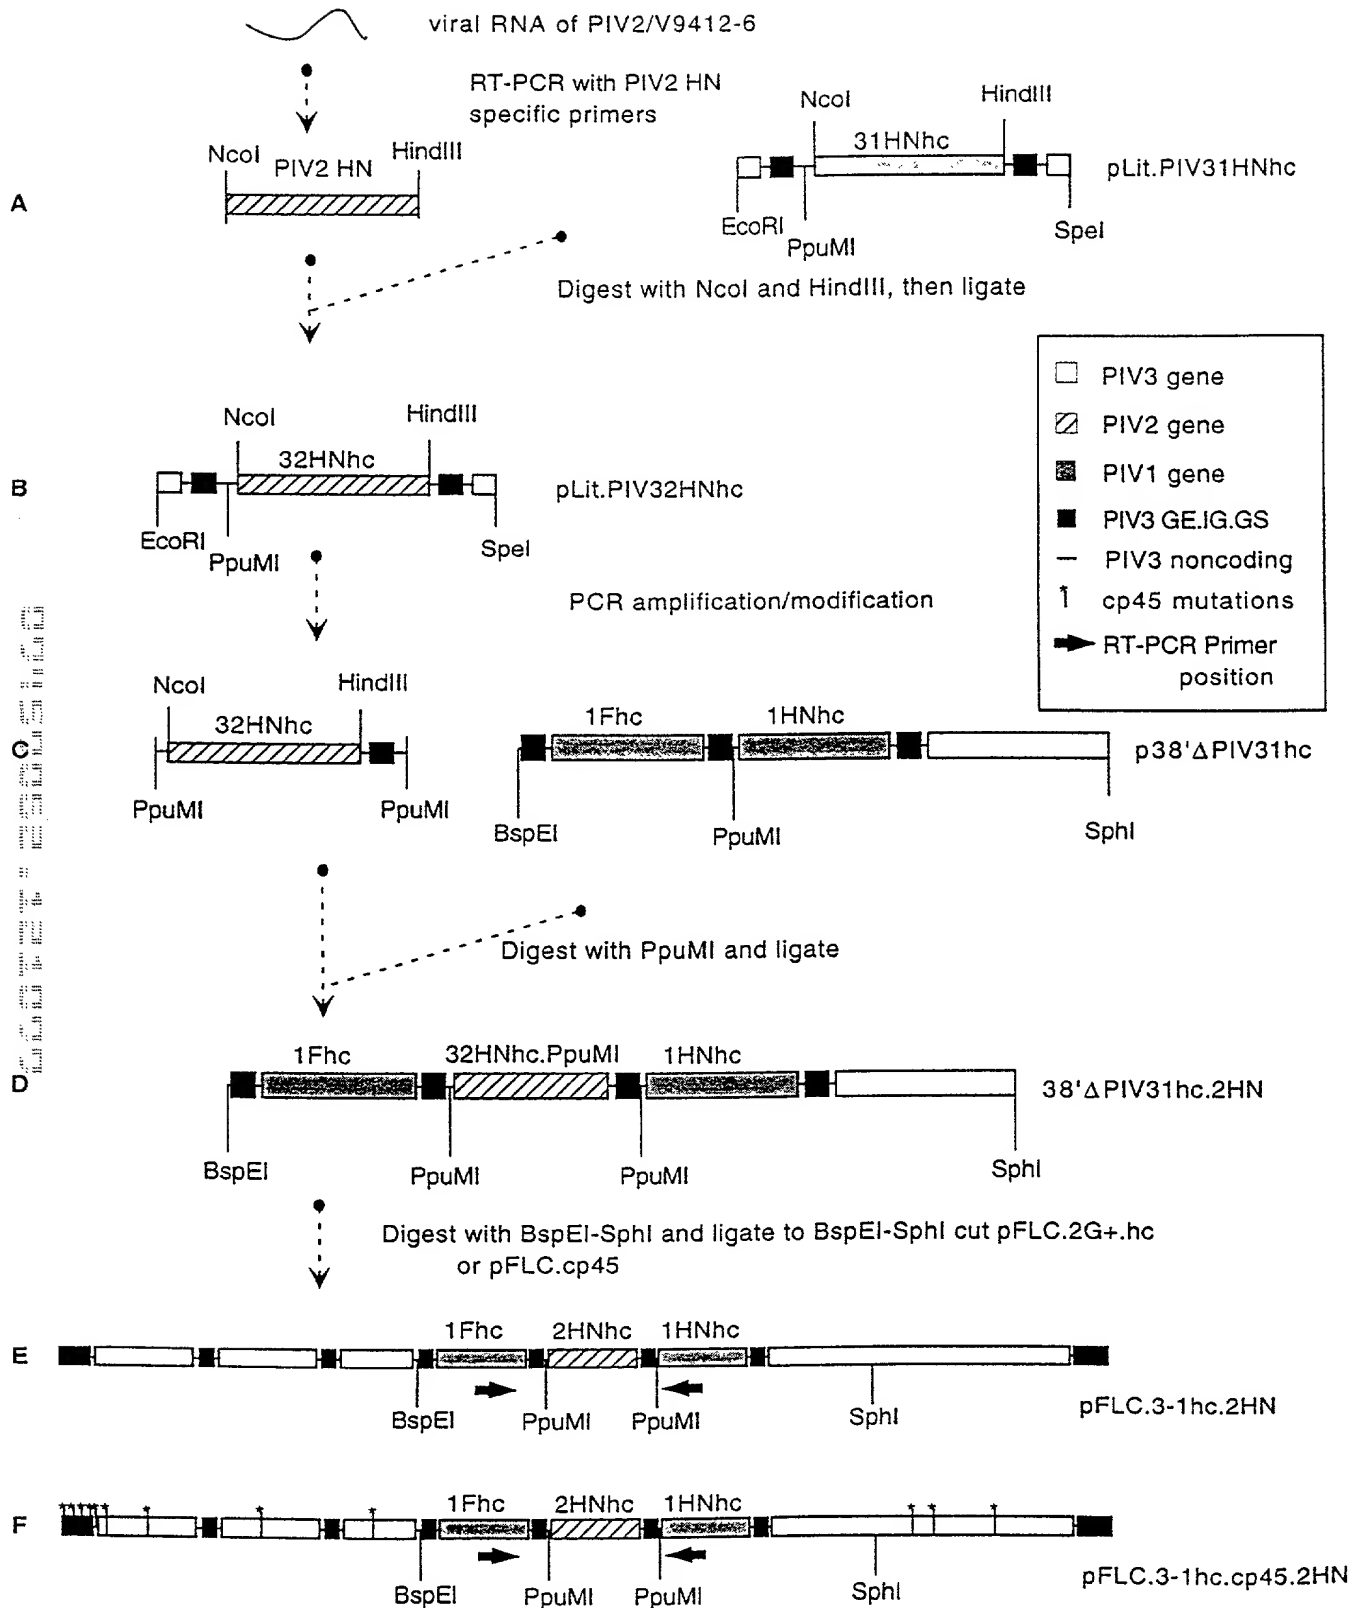 viral RNA of PIV2/V9412-6
RT-PCR with PIV2 HN
specific primers
NcoI
PIV2 HN
HindIII
NcoI
HindIII
31HNhc
pLit.PIV31HNhc
A
EcoRI
PpuMI
SpeI
Digest with NcoI and HindIII, then ligate
PIV3 gene
PIV2 gene
PIV1 gene
PIV3 GE.IG.GS
PIV3 noncoding
cp45 mutations
RT-PCR Primer
position
NcoI
HindIII
32HNhc
B
pLit.PIV32HNhc
EcoRI
PpuMI
SpeI
PCR amplification/modification
NcoI
HindIII
32HNhc
1Fhc
1HNhc
C
p38'ΔPIV31hc
PpuMI
PpuMI
BspEI
PpuMI
SphI
Digest with PpuMI and ligate
1Fhc
32HNhc.PpuMI
1HNhc
D
38'ΔPIV31hc.2HN
BspEI
PpuMI
PpuMI
SphI
Digest with BspEI-SphI and ligate to BspEI-SphI cut pFLC.2G+.hc
or pFLC.cp45
1Fhc
2HNhc
1HNhc
E
BspEI
PpuMI
PpuMI
SphI
pFLC.3-1hc.2HN
1Fhc
2HNhc
1HNhc
F
BspEI
PpuMI
PpuMI
SphI
pFLC.3-1hc.cp45.2HN